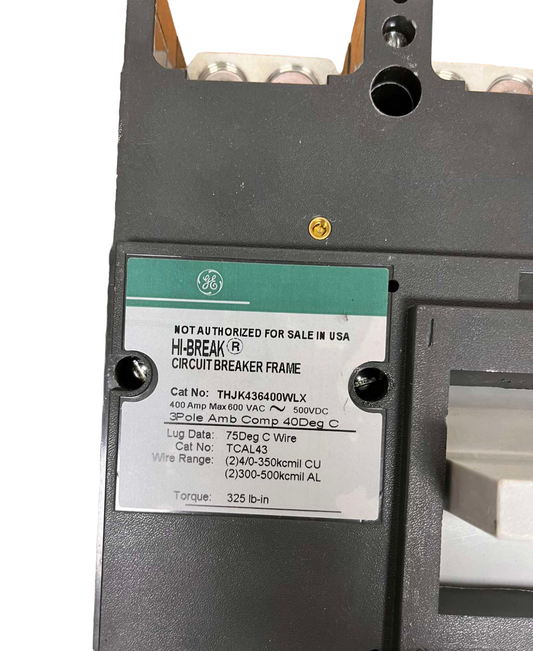 GE
NOT AUTHORIZED FOR SALE IN USA
HI-BREAK®
CIRCUIT BREAKER FRAME
Cat No: THJK436400WLX
400 Amp Max 600 VAC ~ 500VDC
3Pole Amb Comp 40Deg C
Lug Data: 75Deg C Wire
Cat No: TCAL43
Wire Range: (2)4/0-350kcmil CU
(2)300-500kcmil AL
Torque: 325 lb-in